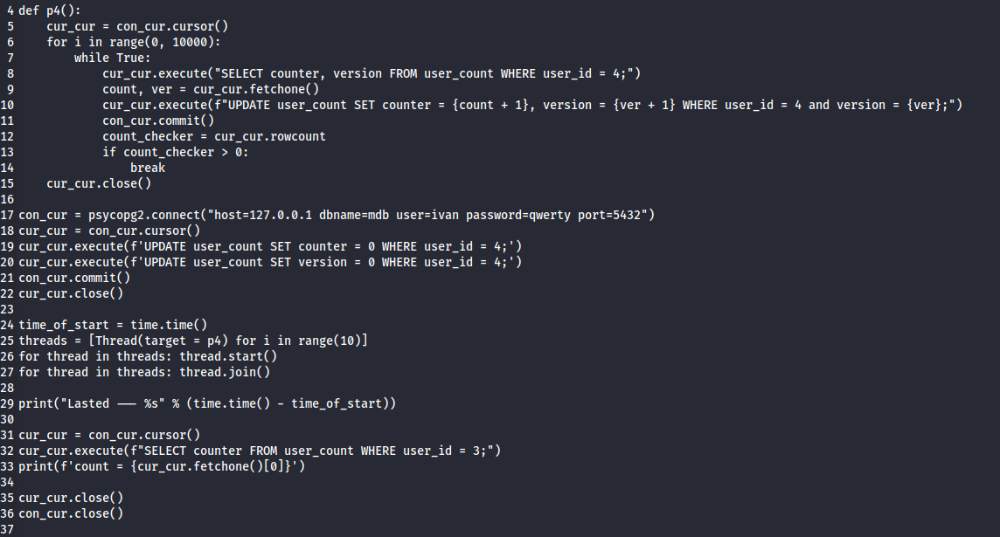 4 def p4():
5     cur_cur = con_cur.cursor()
6     for i in range(0, 10000):
7         while True:
8             cur_cur.execute("SELECT counter, version FROM user_count WHERE user_id = 4;")
9             count, ver = cur_cur.fetchone()
10             cur_cur.execute(f"UPDATE user_count SET counter = {count + 1}, version = {ver + 1} WHERE user_id = 4 and version = {ver};")
11             con_cur.commit()
12             count_checker = cur_cur.rowcount
13             if count_checker > 0:
14                 break
15     cur_cur.close()
16
17 con_cur = psycopg2.connect("host=127.0.0.1 dbname=mdb user=ivan password=qwerty port=5432")
18 cur_cur = con_cur.cursor()
19 cur_cur.execute(f'UPDATE user_count SET counter = 0 WHERE user_id = 4;')
20 cur_cur.execute(f'UPDATE user_count SET version = 0 WHERE user_id = 4;')
21 con_cur.commit()
22 cur_cur.close()
23
24 time_of_start = time.time()
25 threads = [Thread(target = p4) for i in range(10)]
26 for thread in threads: thread.start()
27 for thread in threads: thread.join()
28
29 print("Lasted --- %s" % (time.time() - time_of_start))
30
31 cur_cur = con_cur.cursor()
32 cur_cur.execute(f"SELECT counter FROM user_count WHERE user_id = 3;")
33 print(f'count = {cur_cur.fetchone()[0]}')
34
35 cur_cur.close()
36 con_cur.close()
37